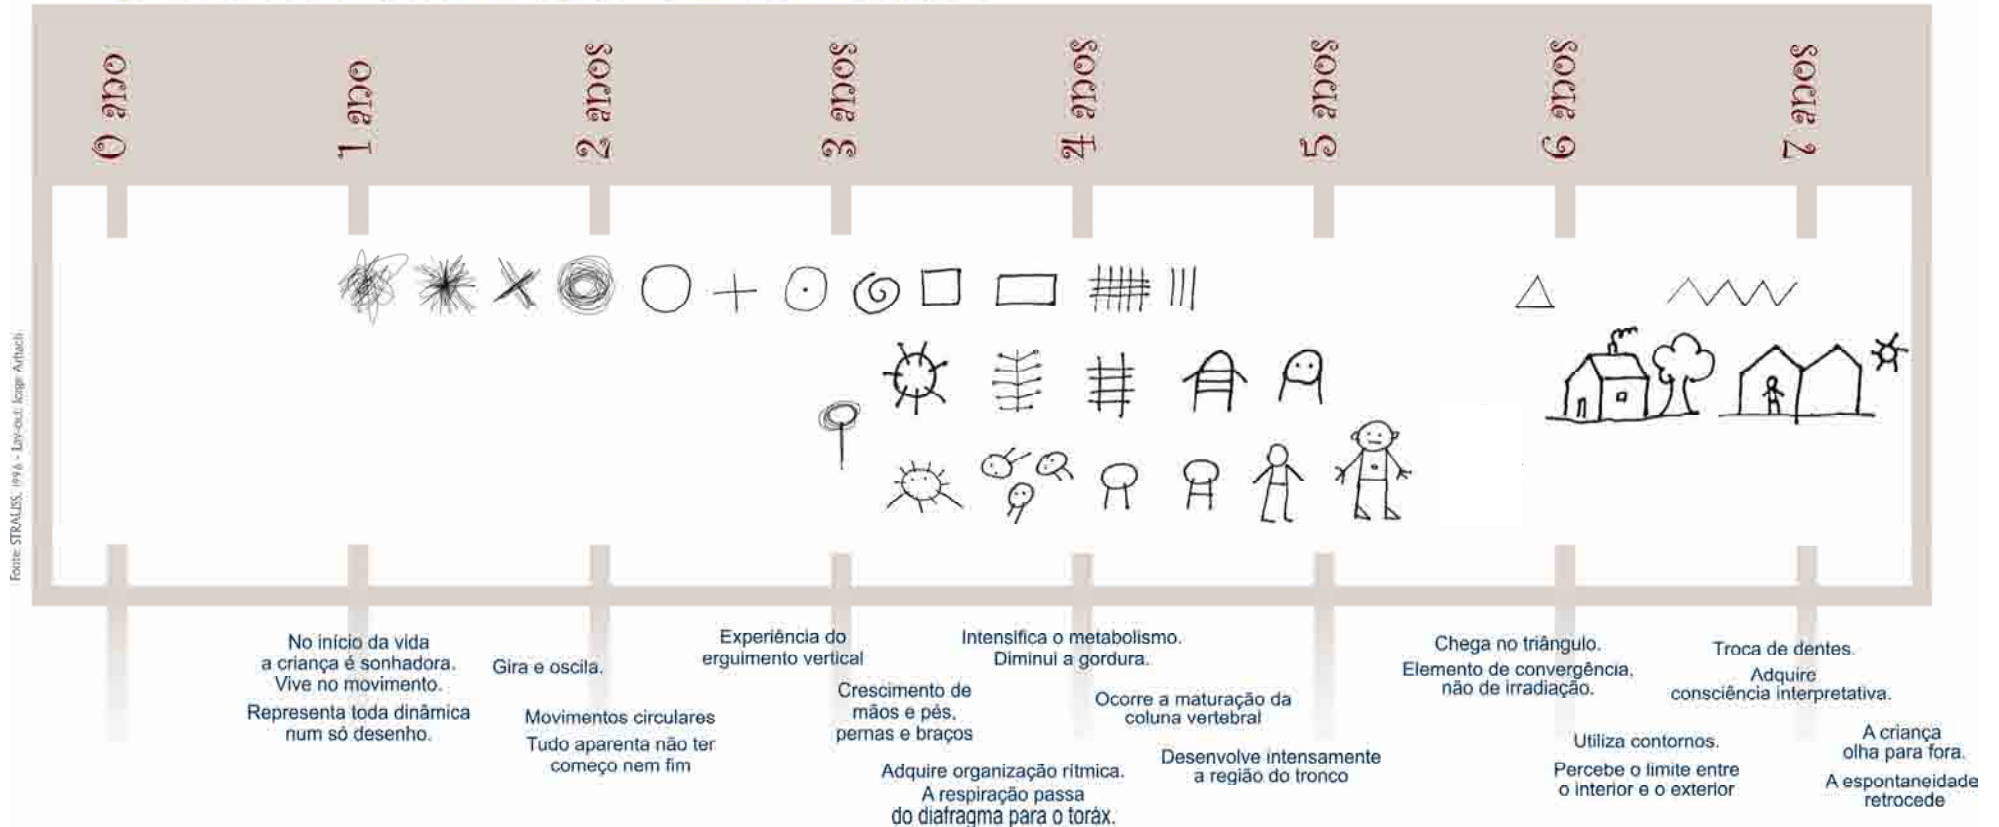 0 ano
1 ano
2 anos
3 anos
4 anos
5 anos
6 anos
7 anos
Fonte: STRAUSS, 1996 - Lay-out: Jorge Arbach
No início da vida
a criança é sonhadora.
Vive no movimento.
Representa toda dinâmica
num só desenho.
Gira e oscila.
Movimentos circulares
Tudo aparenta não ter
começo nem fim
Experiência do
erguimento vertical
Crescimento de
mãos e pés,
pernas e braços
Adquire organização rítmica.
A respiração passa
do diafragma para o toráx.
Intensifica o metabolismo.
Diminui a gordura.
Ocorre a maturação da
coluna vertebral
Desenvolve intensamente
a região do tronco
Chega no triângulo.
Elemento de convergência,
não de irradiação.
Utiliza contornos.
Percebe o limite entre
o interior e o exterior
Troca de dentes.
Adquire
consciência interpretativa.
A criança
olha para fora.
A espontaneidade
retrocede